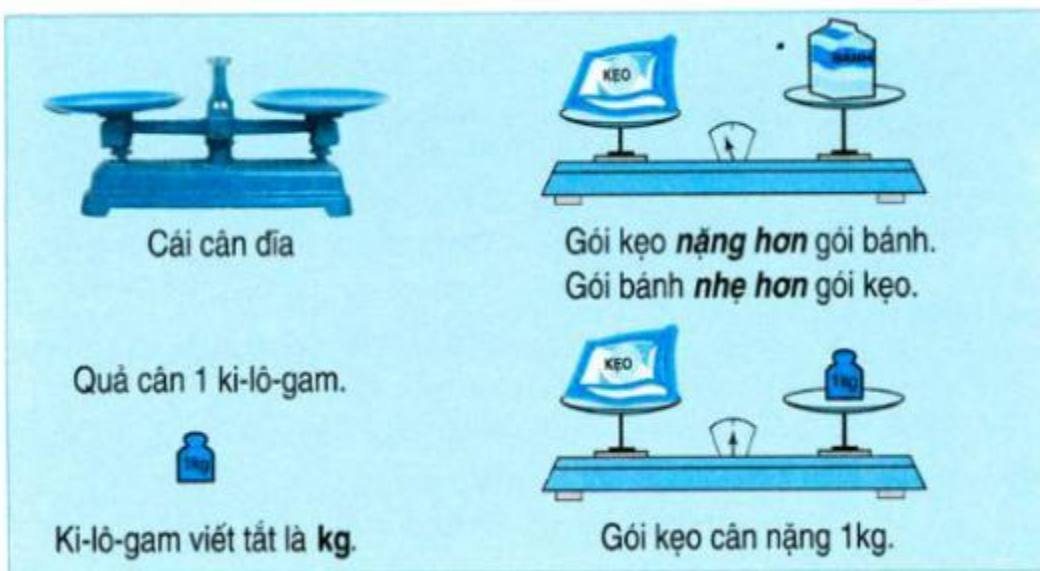 KẸO
BÁNH
Cái cân đĩa
Gói kẹo nặng hơn gói bánh.
Gói bánh nhẹ hơn gói kẹo.
Quả cân 1 ki-lô-gam.
1kg
Ki-lô-gam viết tắt là kg.
KẸO
1kg
Gói kẹo cân nặng 1kg.